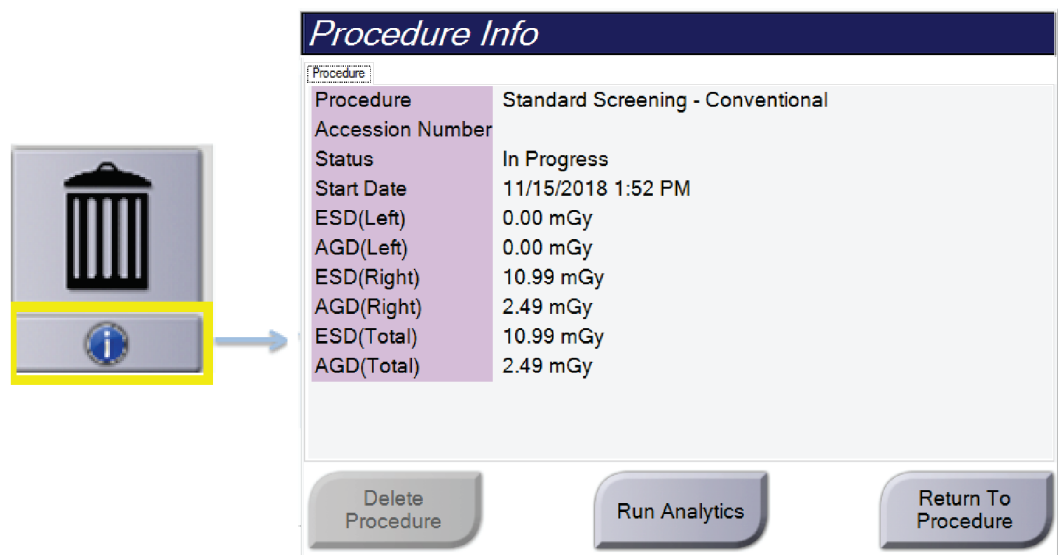 Procedure Info
Procedure
Procedure Standard Screening - Conventional
Accession Number
Status In Progress
Start Date 11/15/2018 1:52 PM
ESD(Left) 0.00 mGy
AGD(Left) 0.00 mGy
ESD(Right) 10.99 mGy
AGD(Right) 2.49 mGy
ESD(Total) 10.99 mGy
AGD(Total) 2.49 mGy
i
Delete
Procedure
Run Analytics
Return To
Procedure